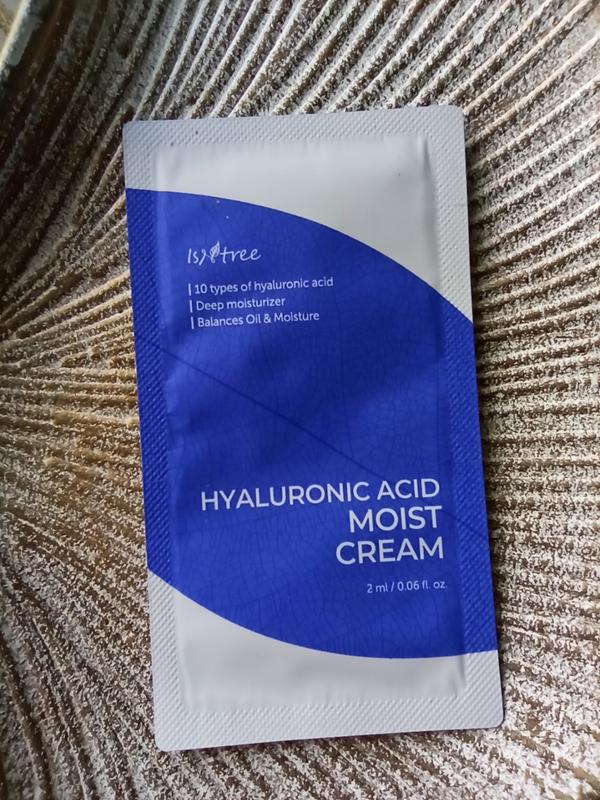 Isntree
| 10 types of hyaluronic acid
| Deep moisturizer
| Balances Oil & Moisture
HYALURONIC ACID
MOIST
CREAM
2 ml / 0.06 fl. oz.